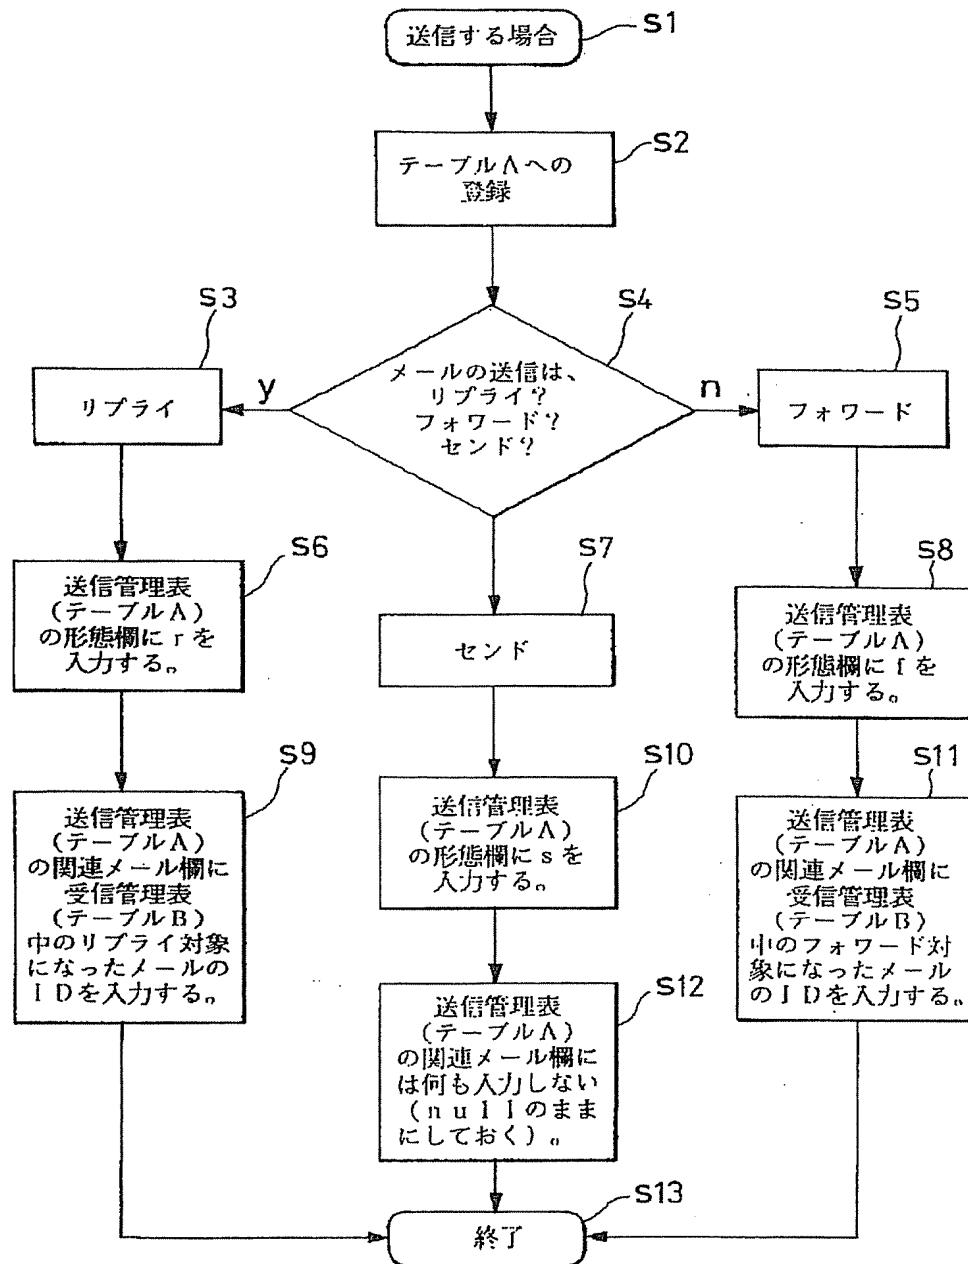 送信する場合
S1
テーブルAへの
登録
S2
S3
リプライ
y
メールの送信は、
リプライ?
フォワード?
センド?
S4
n
S5
フォワード
S6
送信管理表
(テーブルA)
の形態欄にrを
入力する。
S7
センド
S8
送信管理表
(テーブルA)
の形態欄にfを
入力する。
S9
送信管理表
(テーブルA)
の関連メール欄に
受信管理表
(テーブルB)
中のリプライ対象
になったメールの
IDを入力する。
S10
送信管理表
(テーブルA)
の形態欄にsを
入力する。
S11
送信管理表
(テーブルA)
の関連メール欄に
受信管理表
(テーブルB)
中のフォワード対
象になったメール
のIDを入力する。
S12
送信管理表
(テーブルA)
の関連メール欄に
は何も入力しない
(nullのまま
にしておく)。
S13
終了